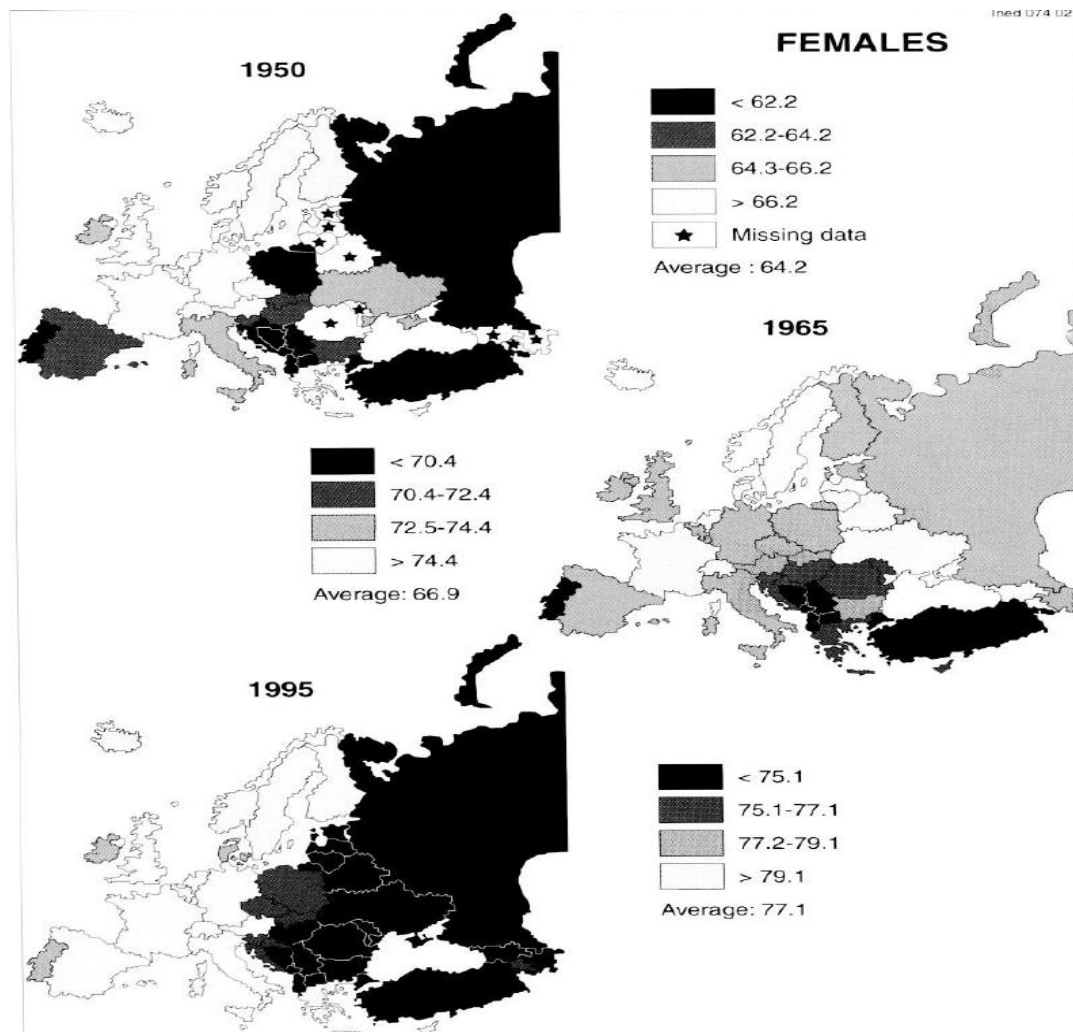 Ined 074 02
FEMALES
1950
< 62.2
62.2-64.2
64.3-66.2
> 66.2
Missing data
Average : 64.2
1965
< 70.4
70.4-72.4
72.5-74.4
> 74.4
Average: 66.9
1995
< 75.1
75.1-77.1
77.2-79.1
> 79.1
Average: 77.1